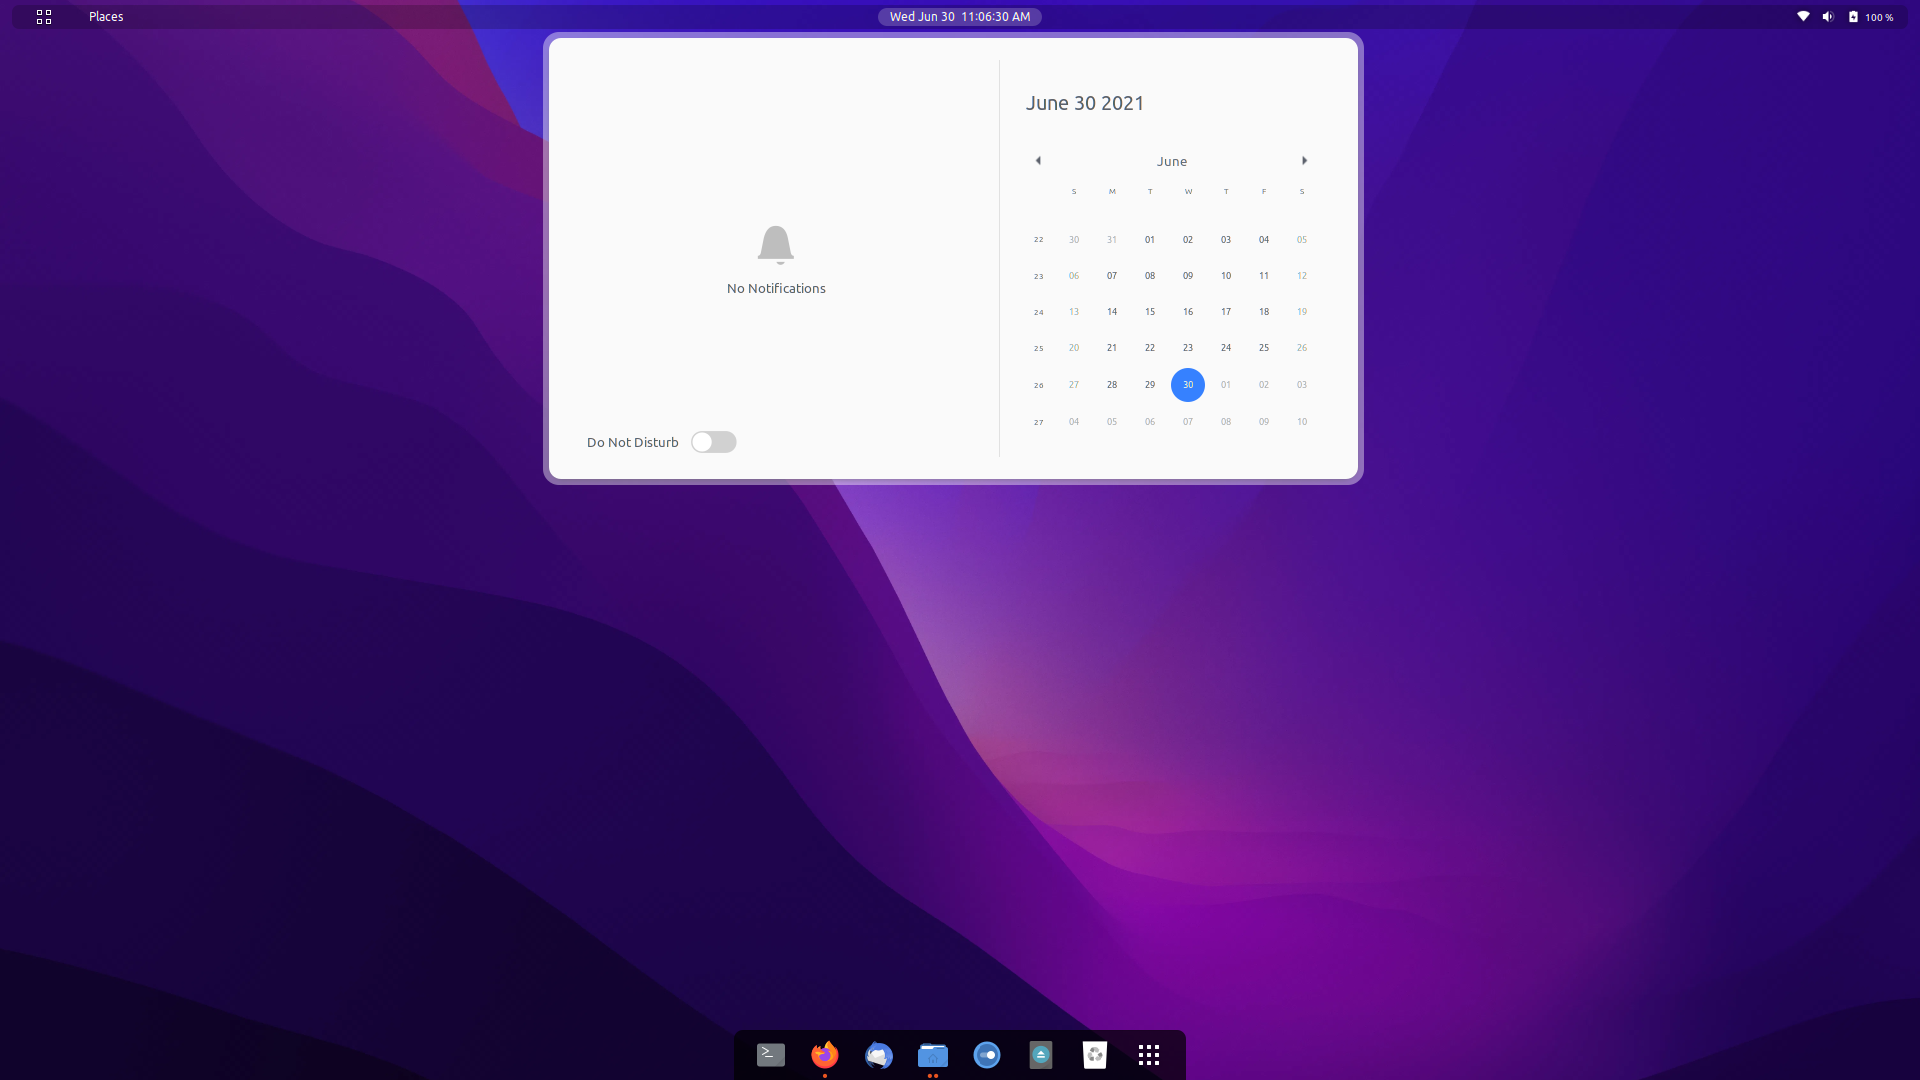 Places
Wed Jun 30 11:06:30 AM
100 %
No Notifications
Do Not Disturb
June 30 2021
June
S M T W T F S
22 30 31 01 02 03 04 05
23 06 07 08 09 10 11 12
24 13 14 15 16 17 18 19
25 20 21 22 23 24 25 26
26 27 28 29 30 01 02 03
27 04 05 06 07 08 09 10